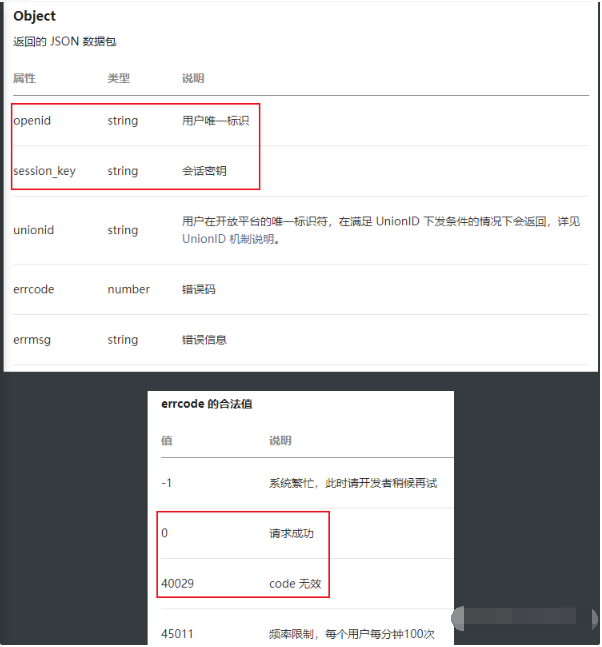 Object
返回的 JSON 数据包
属性 类型 说明
openid string 用户唯一标识
session_key string 会话密钥
unionid string 用户在开放平台的唯一标识符，在满足 UnionID 下发条件的情况下会返回，详见
UnionID 机制说明。
errcode number 错误码
errmsg string 错误信息
errcode 的合法值
值 说明
-1 系统繁忙，此时请开发者稍候再试
0 请求成功
40029 code 无效
45011 频率限制，每个用户每分钟100次